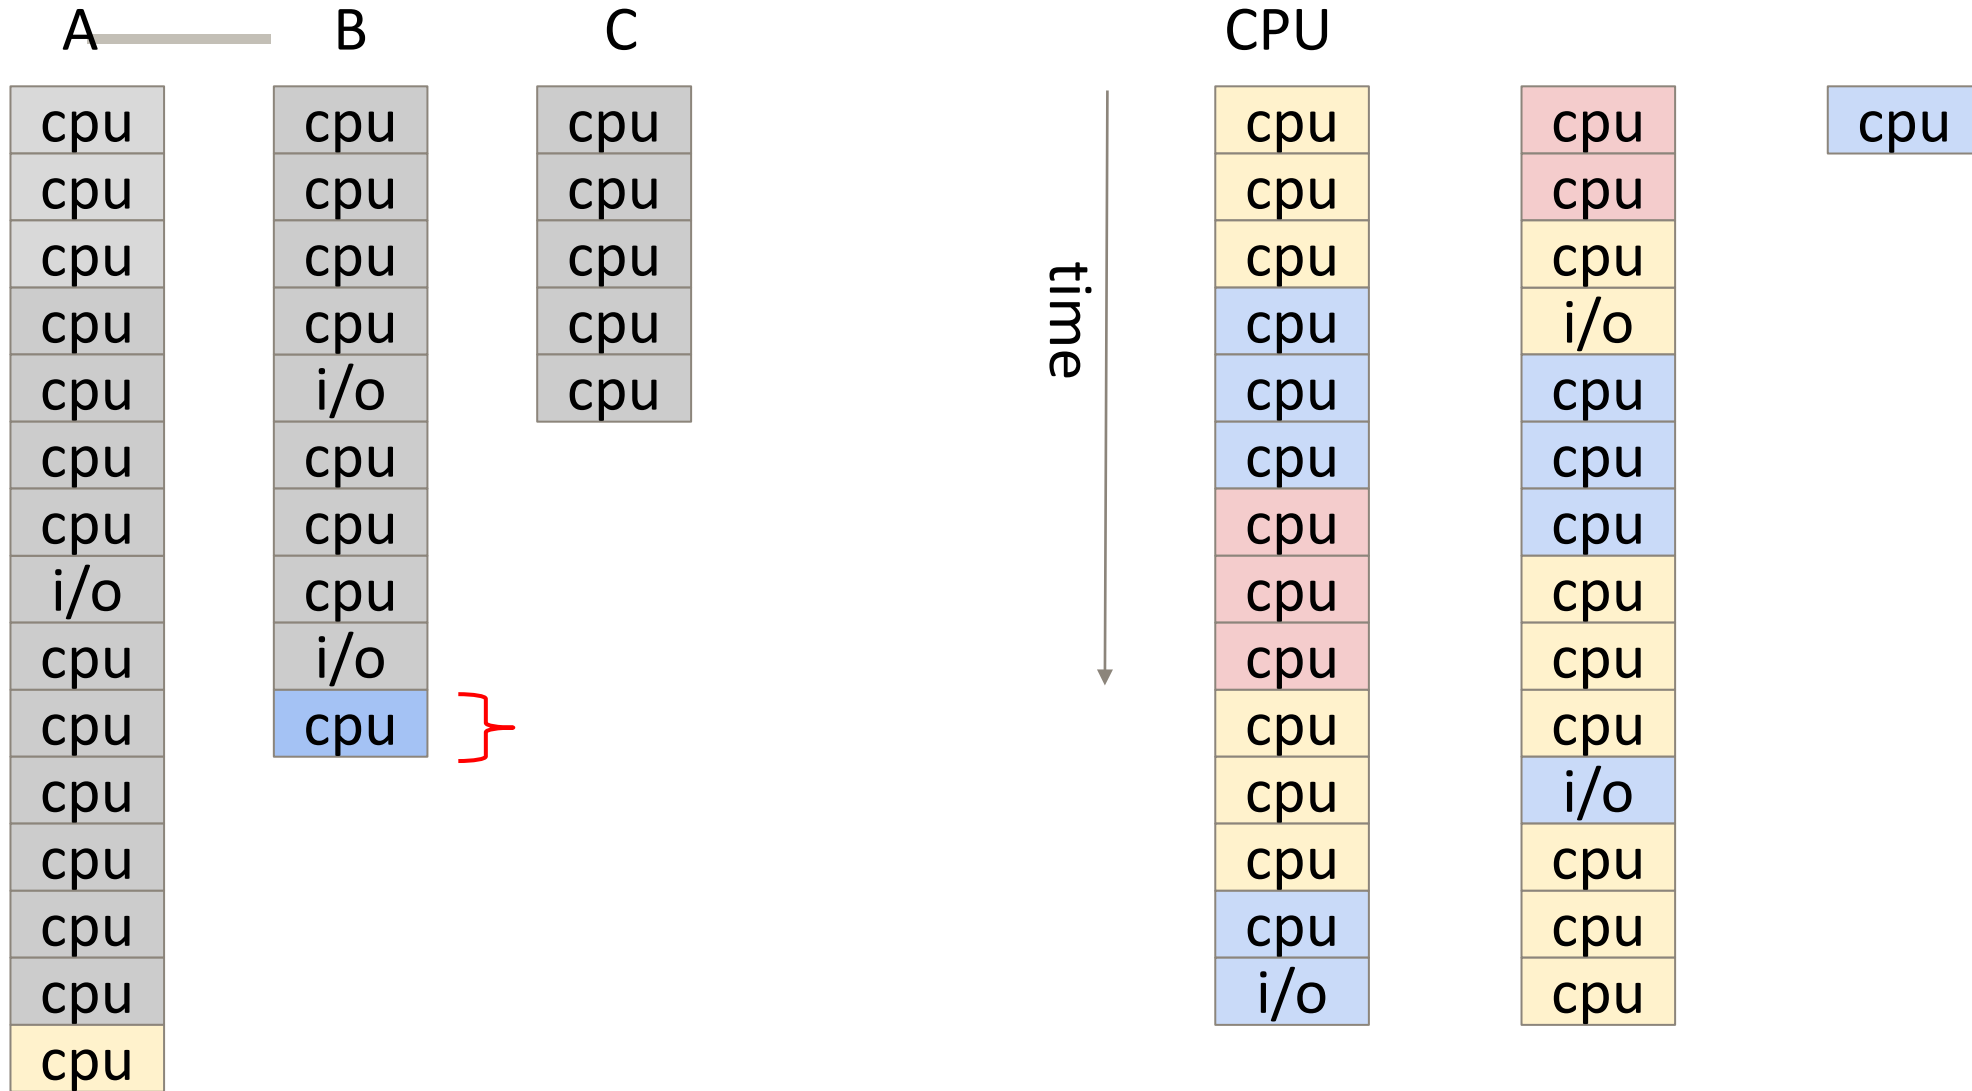 A B C CPU
cpu cpu cpu cpu cpu cpu
cpu cpu cpu cpu cpu
cpu cpu cpu cpu cpu
cpu cpu cpu cpu i/o
time
cpu i/o cpu cpu cpu
cpu cpu cpu cpu
cpu cpu cpu cpu
i/o cpu cpu cpu
cpu i/o cpu cpu
cpu cpu cpu cpu
cpu cpu i/o
cpu cpu cpu
cpu cpu cpu
cpu i/o cpu
cpu